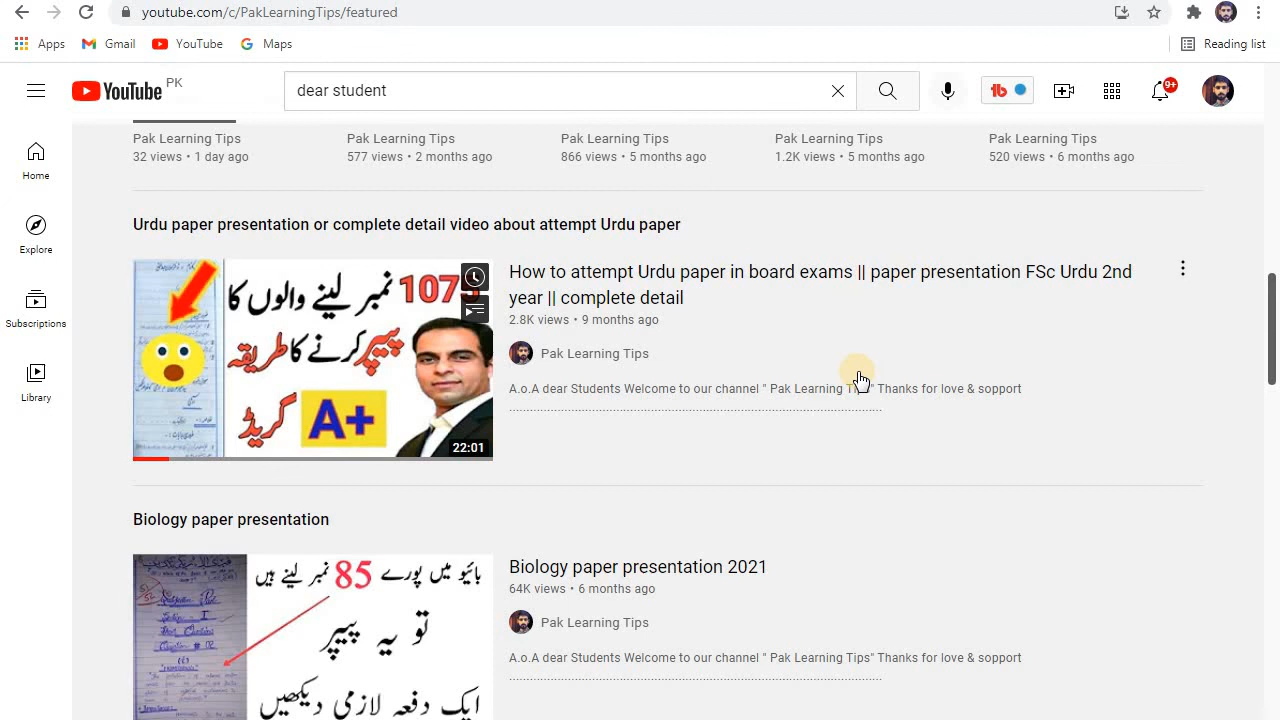 youtube.com/c/PakLearningTips/featured
Apps Gmail YouTube Maps Reading list
YouTube PK dear student 9+
Pak Learning Tips Pak Learning Tips Pak Learning Tips Pak Learning Tips Pak Learning Tips
32 views • 1 day ago 577 views • 2 months ago 866 views • 5 months ago 1.2K views • 5 months ago 520 views • 6 months ago
Home
Explore
Subscriptions
Library
Urdu paper presentation or complete detail video about attempt Urdu paper
نمبر لینے والوں کا
پیپر کرنے کا طریقہ
A+ گریڈ
22:01
How to attempt Urdu paper in board exams || paper presentation FSc Urdu 2nd
year || complete detail
2.8K views • 9 months ago
Pak Learning Tips
A.o.A dear Students Welcome to our channel " Pak Learning Tips" Thanks for love & sopport
Biology paper presentation
بائیو میں پورے 85 نمبر لینے ہیں
تو یہ پیپر
ایک دفعہ لازمی دیکھیں
Biology paper presentation 2021
64K views • 6 months ago
Pak Learning Tips
A.o.A dear Students Welcome to our channel " Pak Learning Tips" Thanks for love & sopport